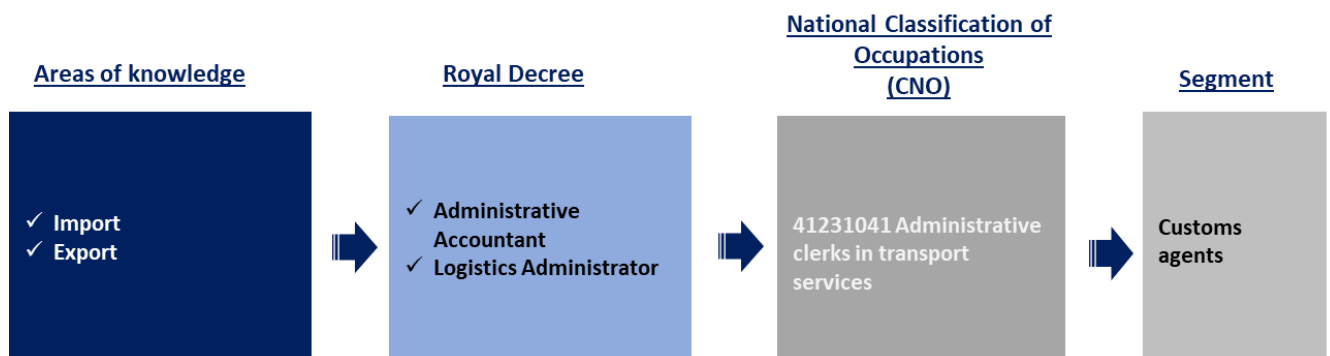 Areas of knowledge
✓ Import
✓ Export
Royal Decree
✓ Administrative
Accountant
✓ Logistics Administrator
National Classification of
Occupations
(CNO)
41231041 Administrative
clerks in transport
services
Segment
Customs
agents